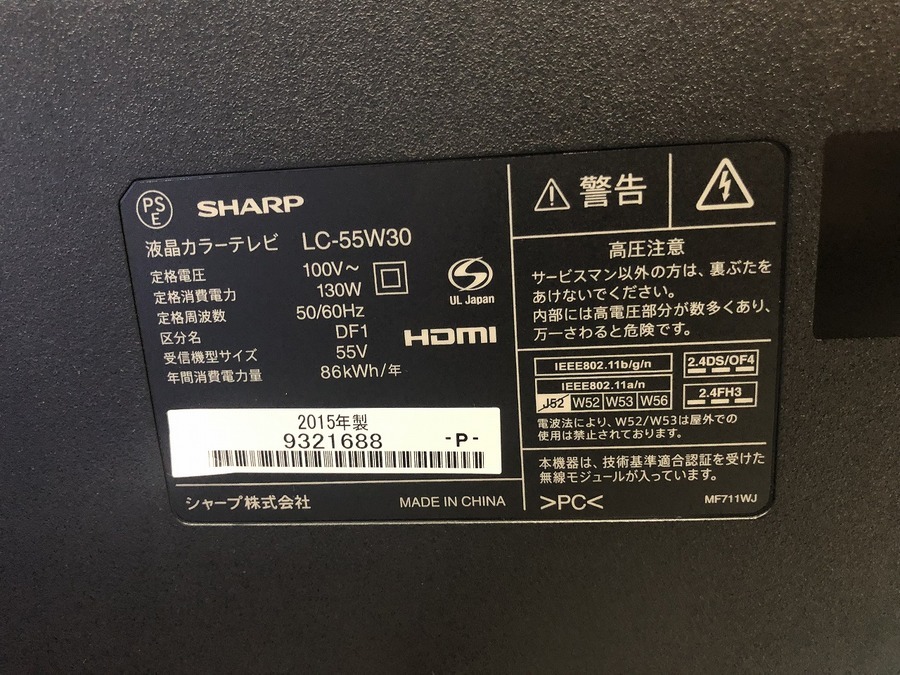 PS
E
SHARP
液晶カラーテレビ LC-55W30
定格電圧 100V～
定格消費電力 130W
定格周波数 50/60Hz
区分名 DF1
受信機型サイズ 55V
年間消費電力量 86kWh/年
UL Japan
HDMI
2015年製
9321688 -P-
シャープ株式会社 MADE IN CHINA
警告
高圧注意
サービスマン以外の方は、裏ぶたを
あけないでください。
内部には高電圧部分が数多くあり、
万一さわると危険です。
IEEE802.11b/g/n
IEEE802.11a/n
J52 W52 W53 W56
2.4DS/OF4
2.4FH3
電波法により、W52/W53は屋外での
使用は禁止されております。
本機器は、技術基準適合認証を受けた
無線モジュールが入っています。
>PC< MF711WJ